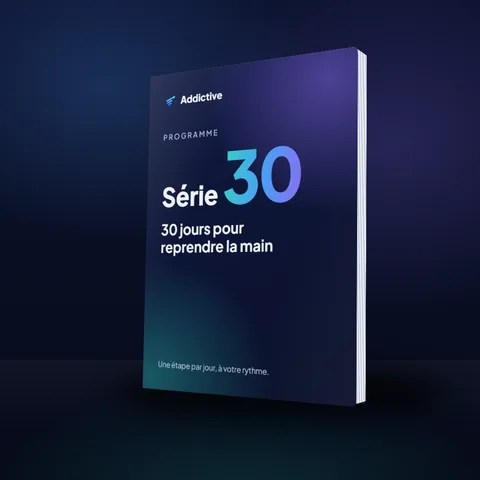 Addictive
PROGRAMME
Série 30
30 jours pour
reprendre la main
Une étape par jour, à votre rythme.